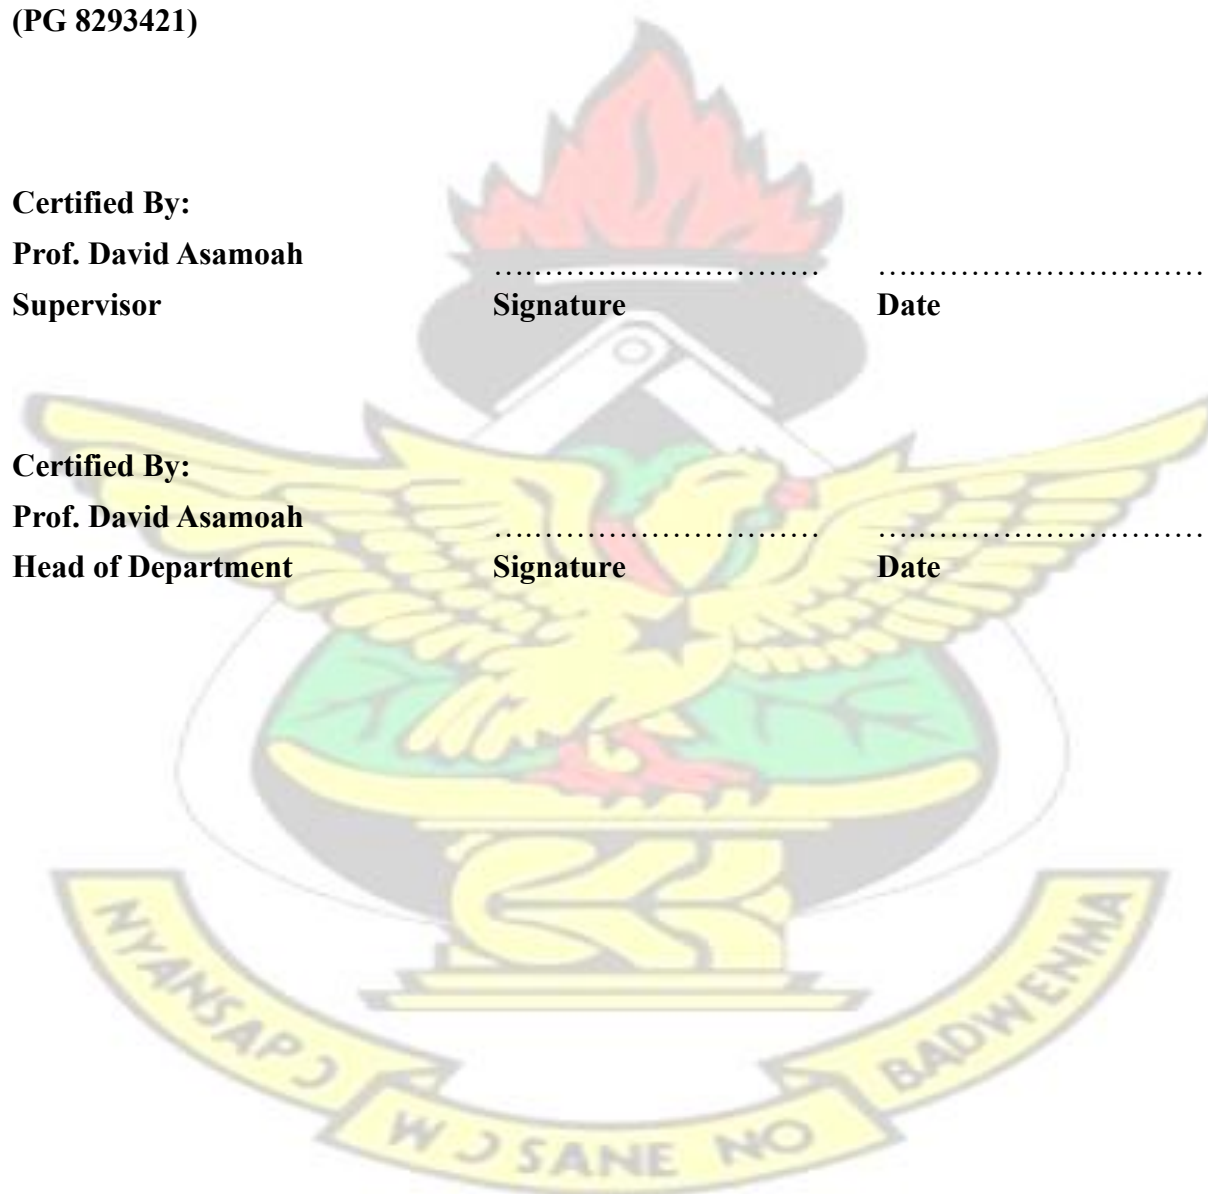 (PG 8293421)
Certified By:
Prof. David Asamoah ….………………………… ….…………………………
Supervisor Signature Date
Certified By:
Prof. David Asamoah ….………………………… ….…………………………
Head of Department Signature Date
NYANSAPƆ WƆSANE NO BADWENMA